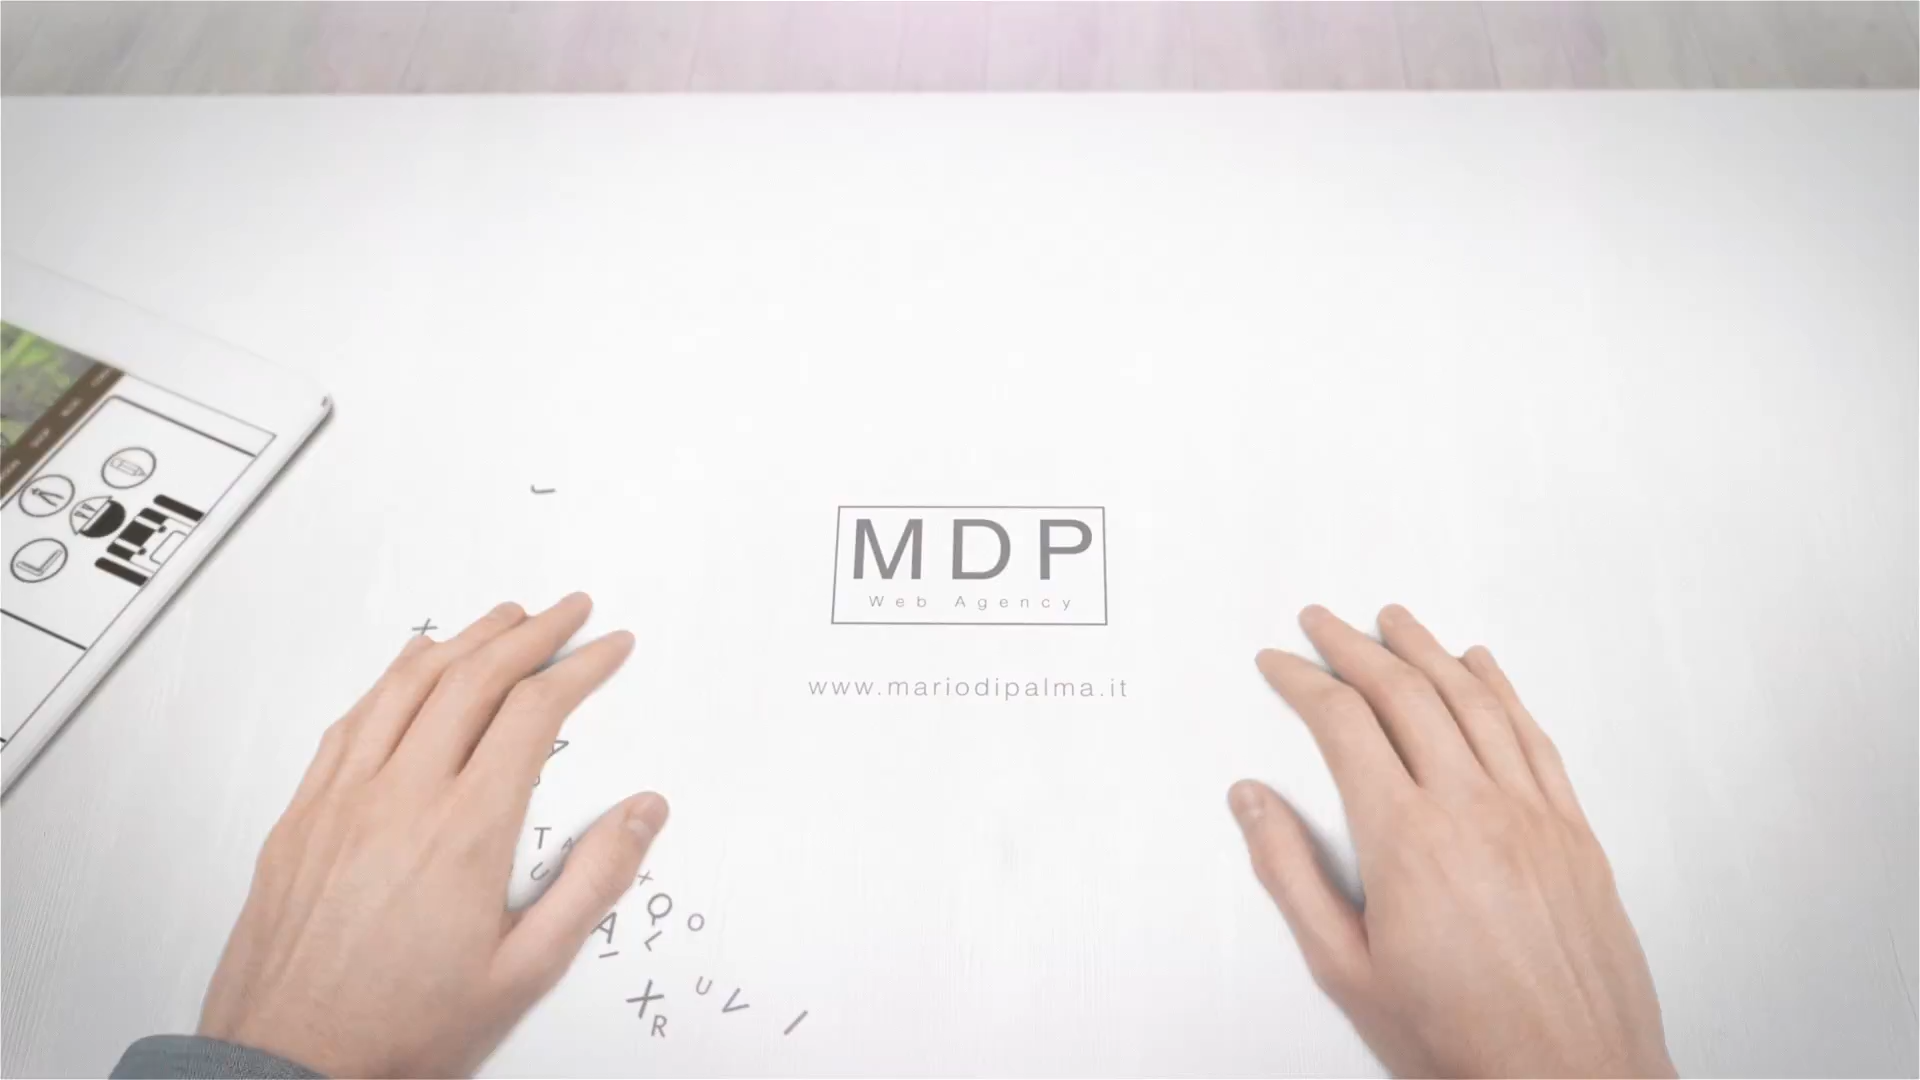 MDP
Web Agency
www.mariodipalma.it
T A
U
x
O O
A
L
X U L /
R